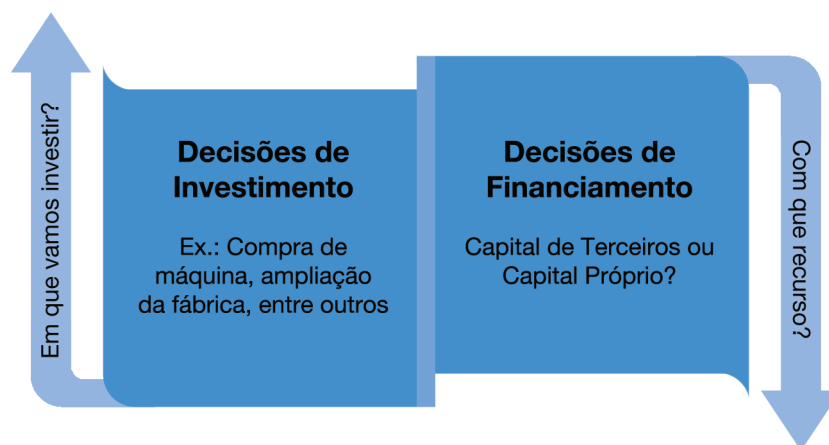 Em que vamos investir?
Decisões de
Investimento
Ex.: Compra de
máquina, ampliação
da fábrica, entre outros
Decisões de
Financiamento
Capital de Terceiros ou
Capital Próprio?
Com que recurso?